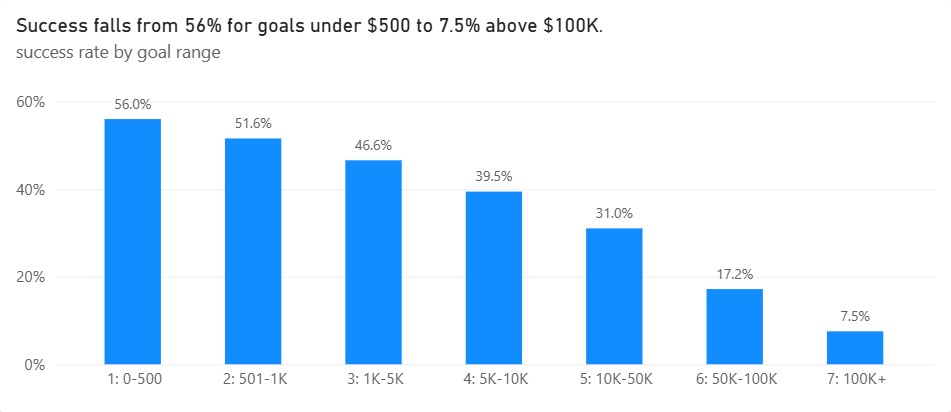 Success falls from 56% for goals under $500 to 7.5% above $100K.
success rate by goal range
60%
40%
20%
0%
56.0%
51.6%
46.6%
39.5%
31.0%
17.2%
7.5%
1: 0-500
2: 501-1K
3: 1K-5K
4: 5K-10K
5: 10K-50K
6: 50K-100K
7: 100K+